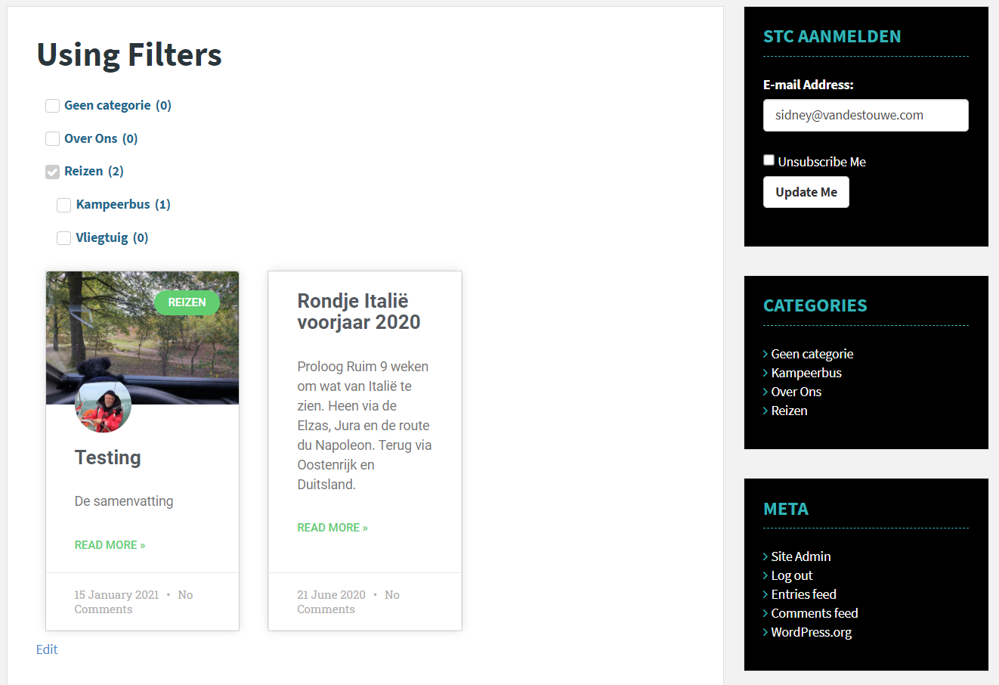 Using Filters
Geen categorie (0)
Over Ons (0)
Reizen (2)
Kampeerbus (1)
Vliegtuig (0)
REIZEN
Testing
De samenvatting
READ MORE »
15 January 2021 • No
Comments
Rondje Italië
voorjaar 2020
Proloog Ruim 9 weken
om wat van Italië te
zien. Heen via de
Elzas, Jura en de route
du Napoleon. Terug via
Oostenrijk en
Duitsland.
READ MORE »
21 June 2020 • No
Comments
Edit
STC AANMELDEN
E-mail Address:
sidney@vandestouwe.com
Unsubscribe Me
Update Me
CATEGORIES
Geen categorie
Kampeerbus
Over Ons
Reizen
META
Site Admin
Log out
Entries feed
Comments feed
WordPress.org